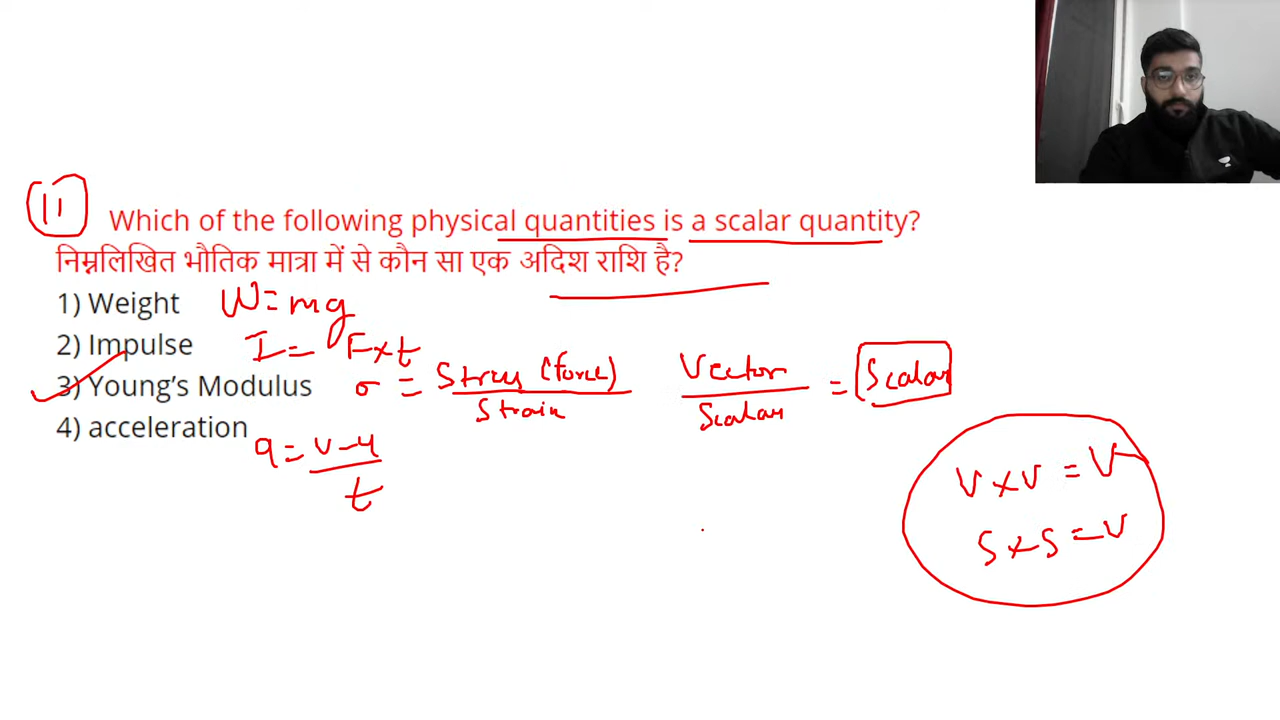 11
Which of the following physical quantities is a scalar quantity?
निम्नलिखित भौतिक मात्रा में से कौन सा एक अदिश राशि है?
1) Weight W = mg
2) Impulse I = F x t
3) Young's Modulus σ = Stress (force) / Strain Vector / Scalar = Scalar
4) acceleration a = v - u / t
V x V = V
S x S = V